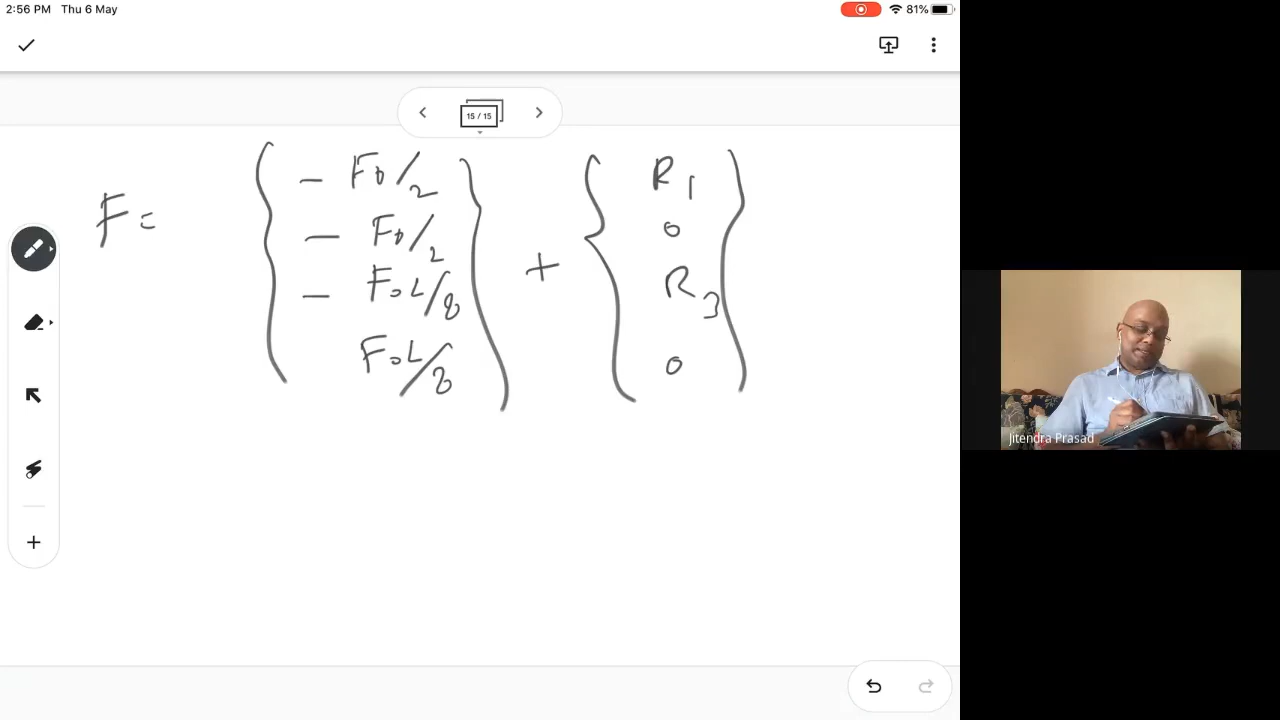 2:56 PM Thu 6 May
81%
15 / 15
F =
- F0/2
- F0/2
- F0L/8
F0L/8
+
R1
0
R3
0
Jitendra Prasad